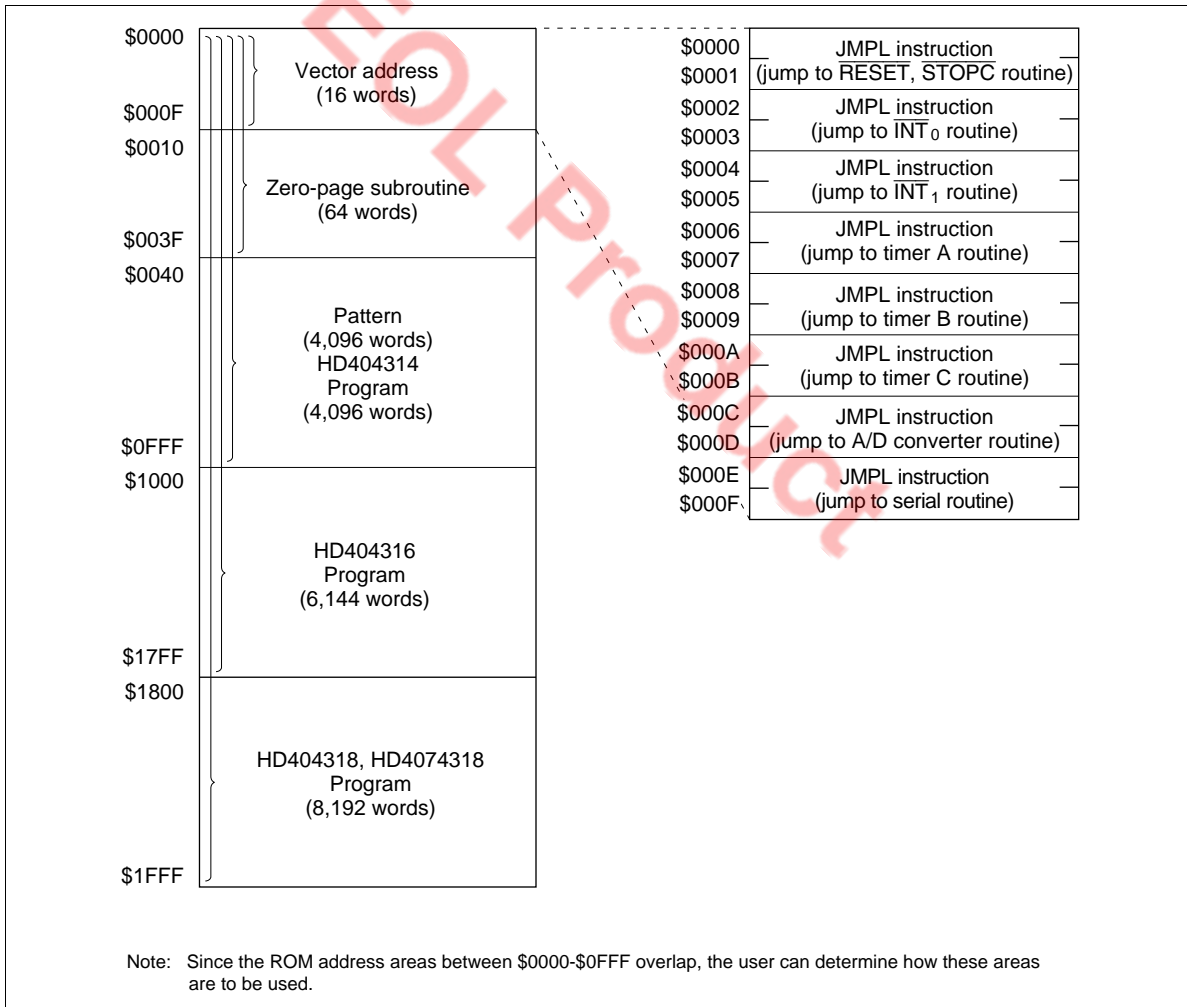 $0000
Vector address
(16 words)
$000F
$0010
Zero-page subroutine
(64 words)
$003F
$0040
Pattern
(4,096 words)
HD404314
Program
(4,096 words)
$0FFF
$1000
HD404316
Program
(6,144 words)
$17FF
$1800
HD404318, HD4074318
Program
(8,192 words)
$1FFF
$0000
$0001
JMPL instruction
(jump to RESET, STOPC routine)
$0002
$0003
JMPL instruction
(jump to INT0 routine)
$0004
$0005
JMPL instruction
(jump to INT1 routine)
$0006
$0007
JMPL instruction
(jump to timer A routine)
$0008
$0009
JMPL instruction
(jump to timer B routine)
$000A
$000B
JMPL instruction
(jump to timer C routine)
$000C
$000D
JMPL instruction
(jump to A/D converter routine)
$000E
$000F
JMPL instruction
(jump to serial routine)
EOL Product
Note: Since the ROM address areas between $0000-$0FFF overlap, the user can determine how these areas
are to be used.